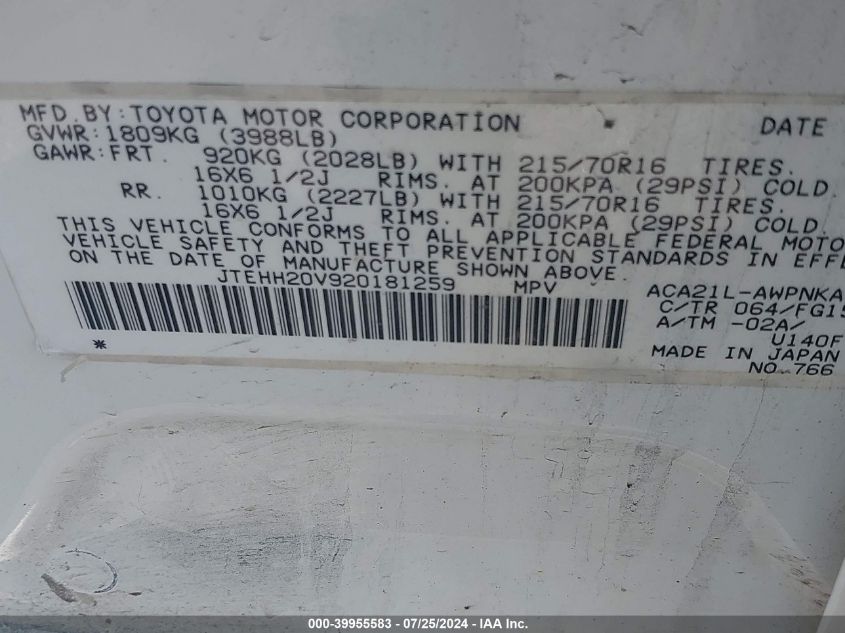 MFD. BY: TOYOTA MOTOR CORPORATION DATE
GVWR: 1809KG (3988LB)
GAWR: FRT. 920KG (2028LB) WITH 215/70R16 TIRES.
16X6 1/2J RIMS. AT 200KPA (29PSI) COLD.
RR. 1010KG (2227LB) WITH 215/70R16 TIRES.
16X6 1/2J RIMS. AT 200KPA (29PSI) COLD.
THIS VEHICLE CONFORMS TO ALL APPLICABLE FEDERAL MOTO
VEHICLE SAFETY AND THEFT PREVENTION STANDARDS IN EFFE
ON THE DATE OF MANUFACTURE SHOWN ABOVE.
JTEHH20V920181259 MPV ACA21L-AWPNKA
C/TR 064/FG15
A/TM -02A/
U140F
MADE IN JAPAN
NO. 766
*
000-39955583 - 07/25/2024 - IAA Inc.